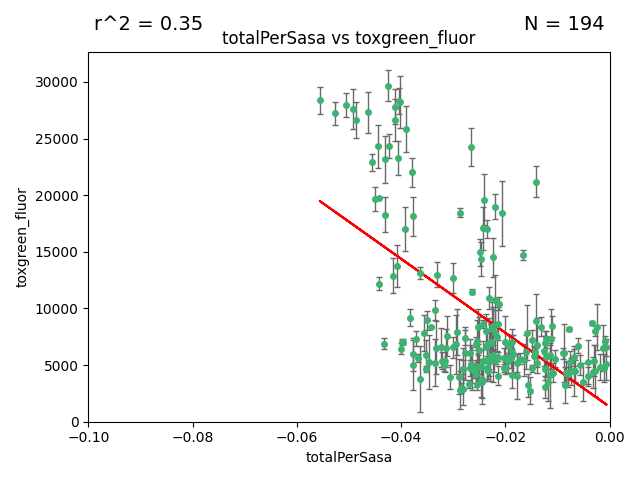 r^2 = 0.35
N = 194
totalPerSasa vs toxgreen_fluor
toxgreen_fluor
30000
25000
20000
15000
10000
5000
0
−0.10
−0.08
−0.06
−0.04
−0.02
0.00
totalPerSasa